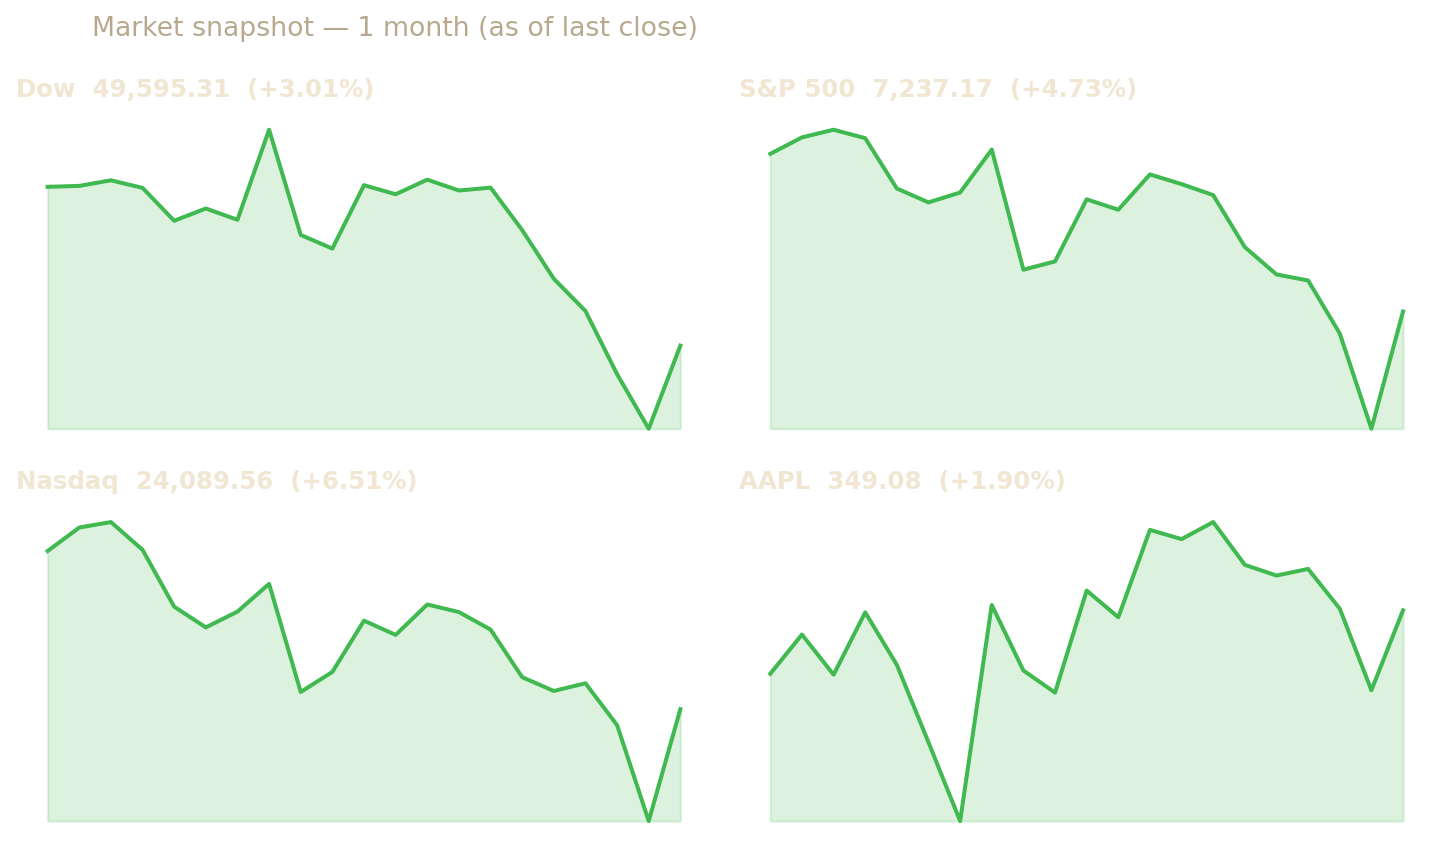 Market snapshot — 1 month (as of last close)
Dow 49,595.31 (+3.01%)
S&P 500 7,237.17 (+4.73%)
Nasdaq 24,089.56 (+6.51%)
AAPL 349.08 (+1.90%)